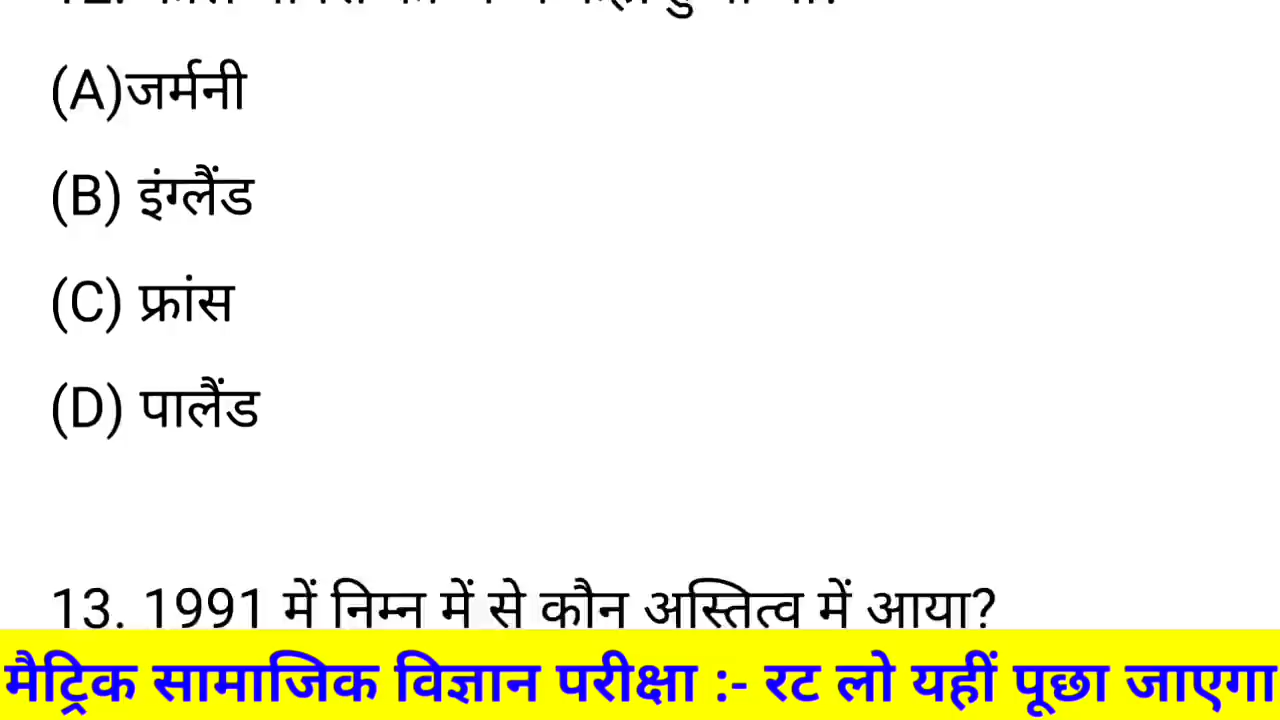 (A)जर्मनी
(B) इंग्लैंड
(C) फ्रांस
(D) पालैंड
13. 1991 में निम्न में से कौन अस्तित्व में आया?
मैट्रिक सामाजिक विज्ञान परीक्षा :- रट लो यहीं पूछा जाएगा